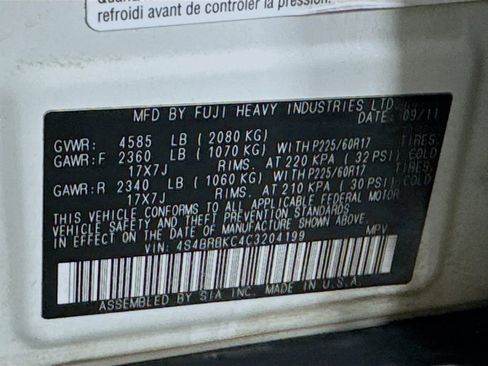 refroidi avant de contrôler la pression.
MFD BY FUJI HEAVY INDUSTRIES LTD.
DATE: 09/11
GVWR: 4585 LB (2080 KG)
GAWR:F 2360 LB (1070 KG) WITH P225/60R17 TIRES
17X7J RIMS, AT 220 KPA (32 PSI) COLD
GAWR:R 2340 LB (1060 KG) WITH P225/60R17 TIRES
17X7J RIMS, AT 210 KPA (30 PSI) COLD
THIS VEHICLE CONFORMS TO ALL APPLICABLE FEDERAL MOTOR
VEHICLE SAFETY, AND THEFT PREVENTION STANDARDS
IN EFFECT ON THE DATE OF MANUFACTURE SHOWN ABOVE.
VIN: 4S4BRBKC4C3204199 MPV
ASSEMBLED BY SIA INC. MADE IN U.S.A.